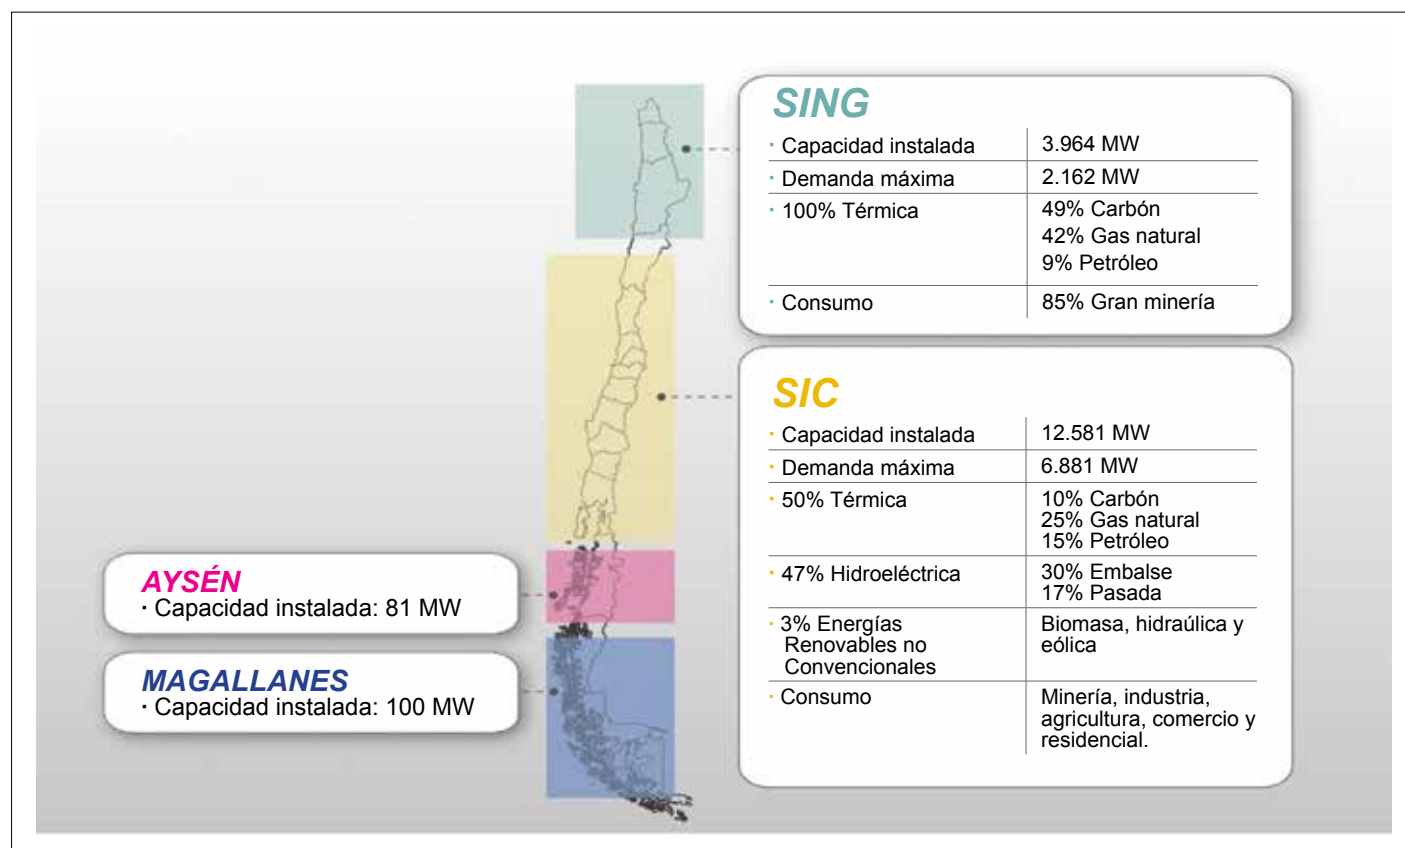 SING
· Capacidad instalada 3.964 MW
· Demanda máxima 2.162 MW
· 100% Térmica 49% Carbón
42% Gas natural
9% Petróleo
· Consumo 85% Gran minería
SIC
· Capacidad instalada 12.581 MW
· Demanda máxima 6.881 MW
· 50% Térmica 10% Carbón
25% Gas natural
15% Petróleo
· 47% Hidroeléctrica 30% Embalse
17% Pasada
· 3% Energías Biomasa, hidraúlica y
Renovables no eólica
Convencionales
· Consumo Minería, industria,
agricultura, comercio y
residencial.
AYSÉN
· Capacidad instalada: 81 MW
MAGALLANES
· Capacidad instalada: 100 MW